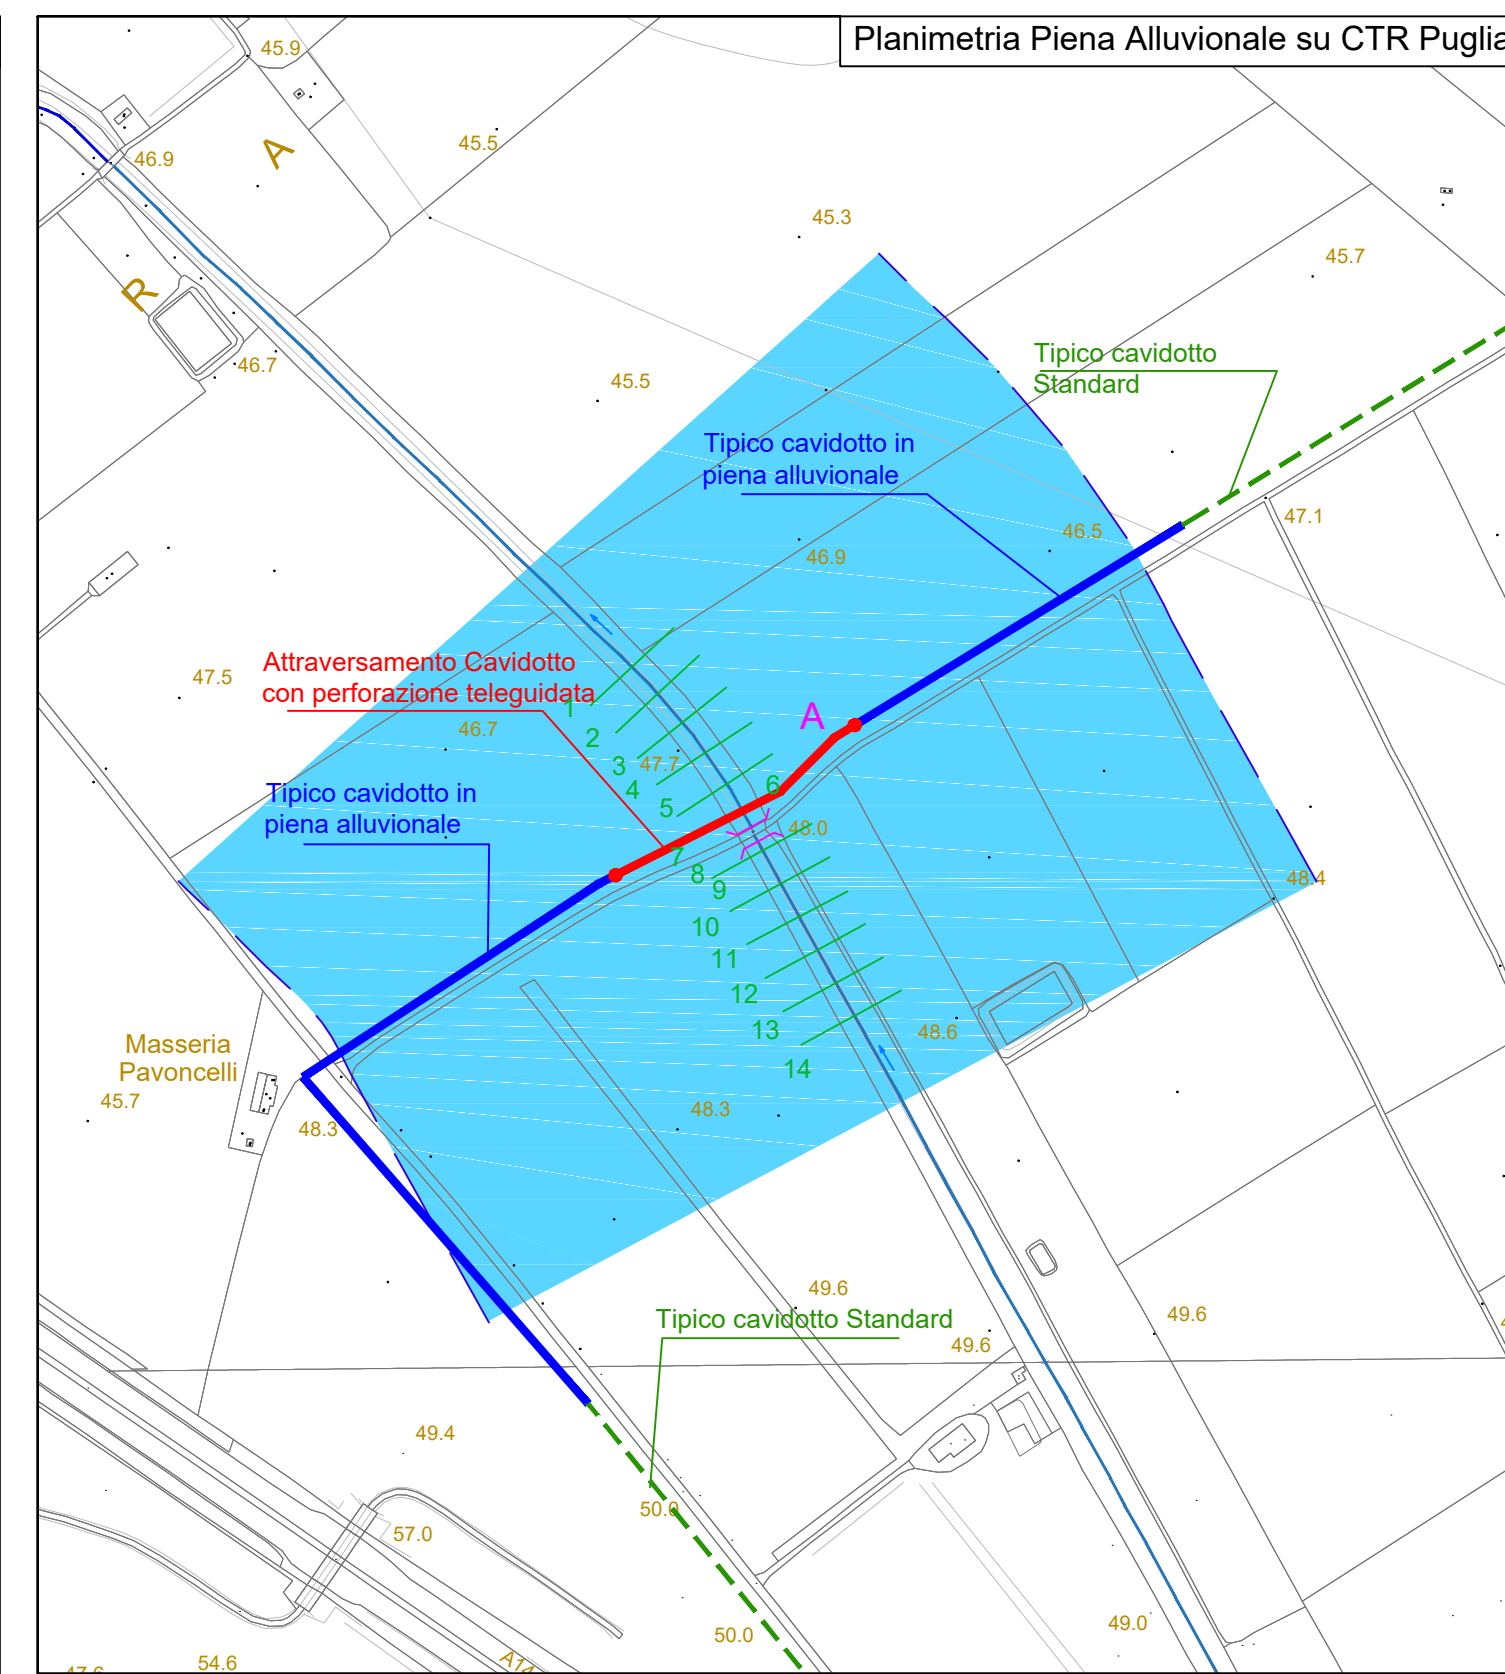 Planimetria Piena Alluvionale su CTR Puglia
45.9
46.9
A
45.5
45.3
45.7
R
46.7
45.5
Tipico cavidotto
Standard
Tipico cavidotto in
piena alluvionale
46.5
47.1
46.9
Attraversamento Cavidotto
con perforazione teleguidata
47.5
1
2
3
4
5
6
46.7
47.7
A
Tipico cavidotto in
piena alluvionale
48.0
7
8
9
10
11
12
13
14
48.4
48.6
Masseria
Pavoncelli
45.7
48.3
48.3
49.6
Tipico cavidotto Standard
49.6
49.6
49.4
50.0
57.0
50.0
49.0
54.6
A14